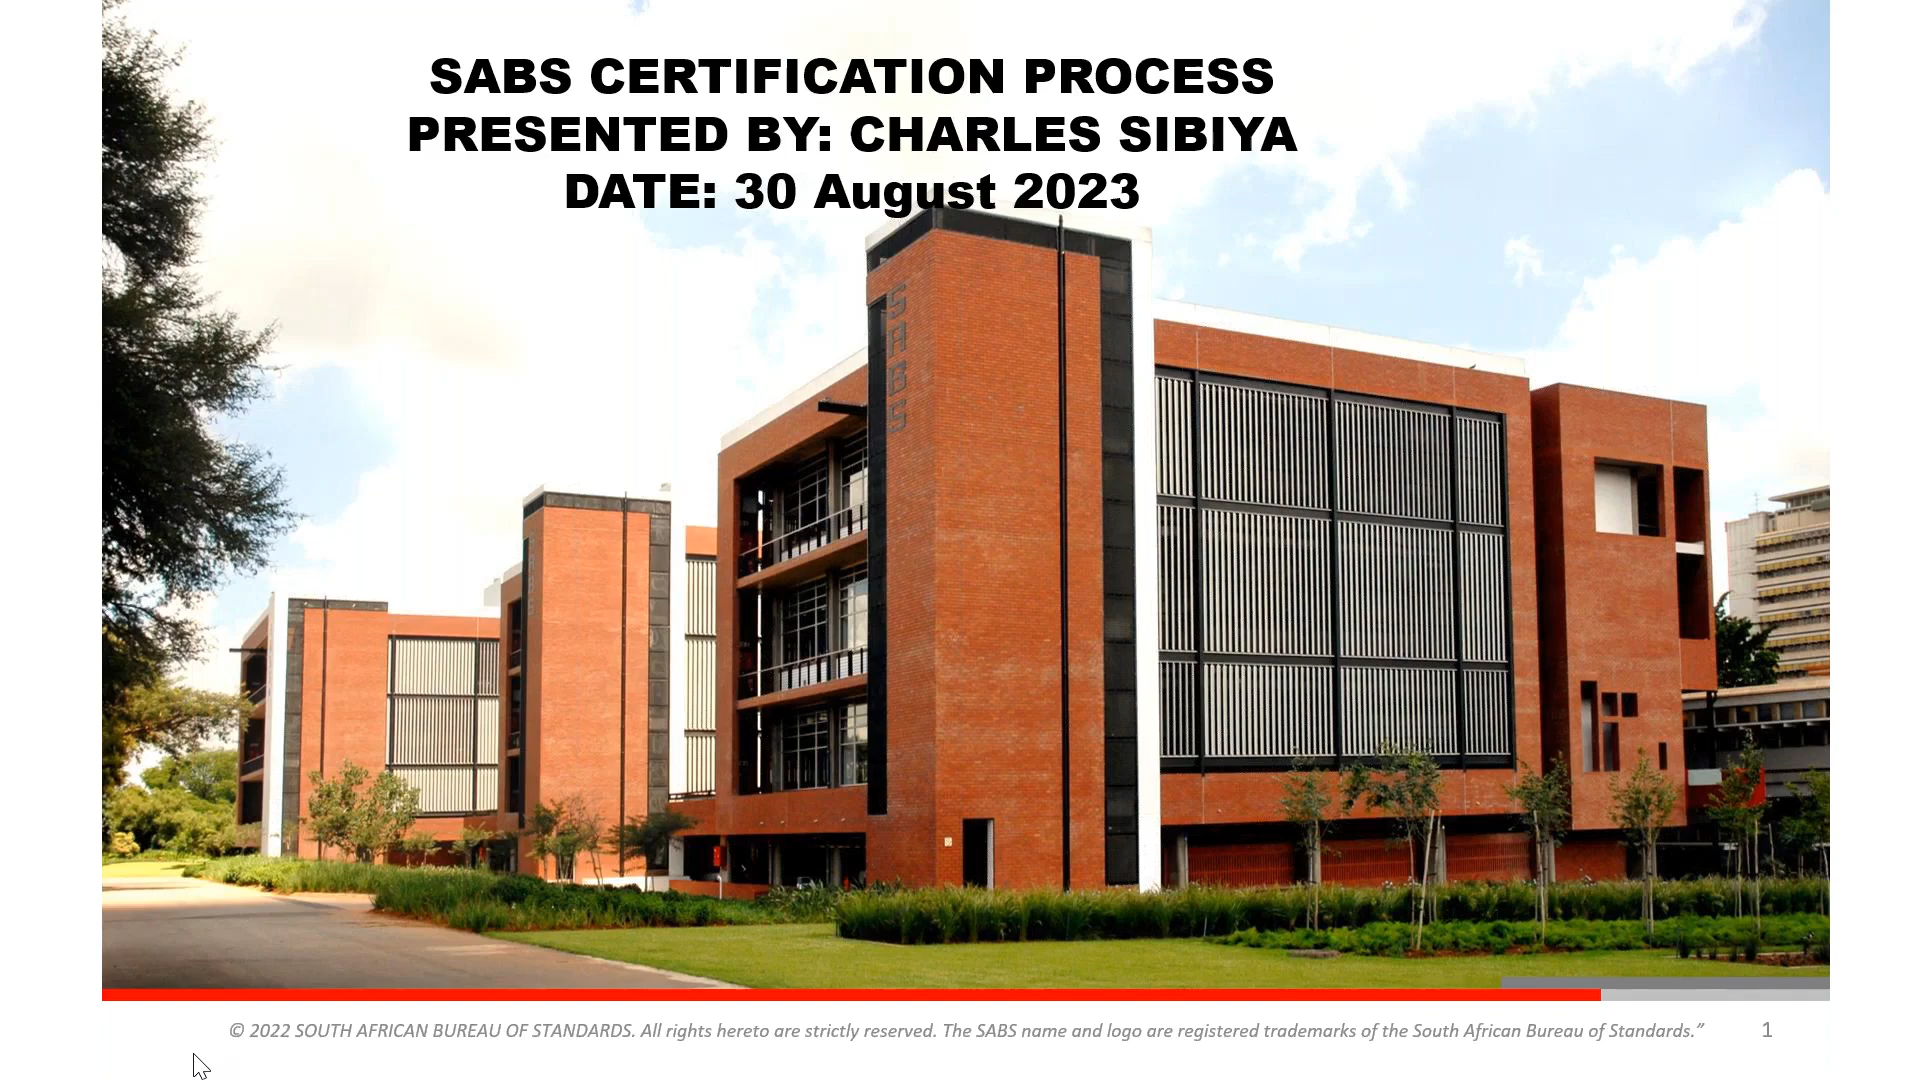 SABS CERTIFICATION PROCESS
PRESENTED BY: CHARLES SIBIYA
DATE: 30 August 2023
SABS
© 2022 SOUTH AFRICAN BUREAU OF STANDARDS. All rights hereto are strictly reserved. The SABS name and logo are registered trademarks of the South African Bureau of Standards.”
1